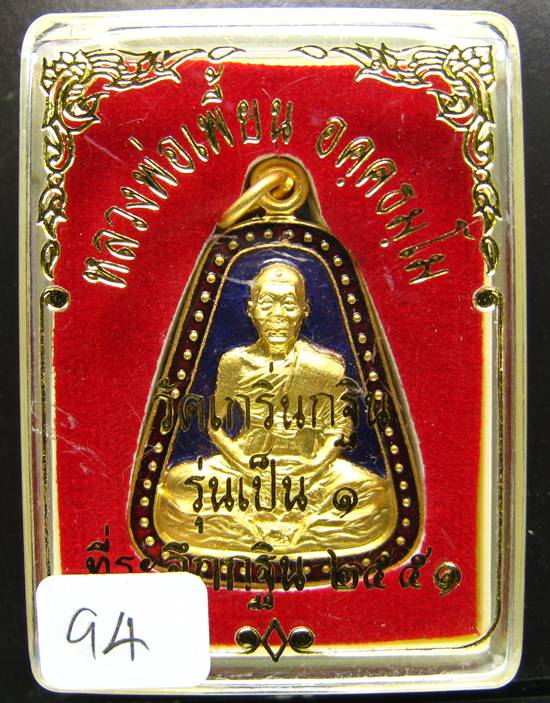 หลวงพ่อเพี้ยน อคฺคธมฺโม
วัดเกริ่นกฐิน
รุ่นเป็น ๑
ที่ระลึกกฐิน ๒๕๕๑
94